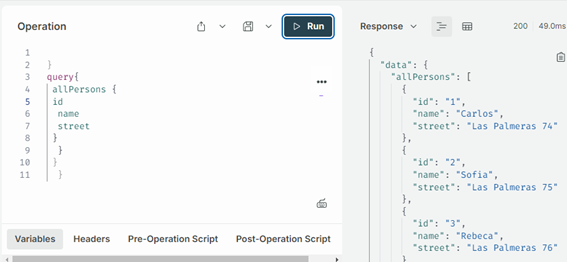 Operation
Run
1
2 }
3 query{
4 allPersons {
5 id
6 name
7 street
8 }
9 }
10 }
11 }
Variables Headers Pre-Operation Script Post-Operation Script
Response 200 49.0ms
{
"data": {
"allPersons": [
{
"id": "1",
"name": "Carlos",
"street": "Las Palmeras 74"
},
{
"id": "2",
"name": "Sofia",
"street": "Las Palmeras 75"
},
{
"id": "3",
"name": "Rebeca",
"street": "Las Palmeras 76"
}